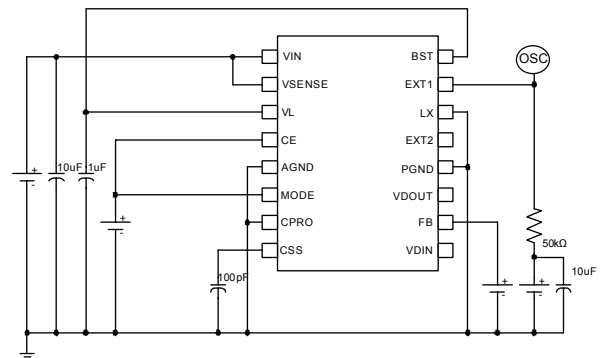 VIN
VSENSE
VL
CE
AGND
MODE
CPRO
CSS
BST
EXT1
LX
EXT2
PGND
VDOUT
FB
VDIN
OSC
+
-
10uF
1uF
+
-
100pF
50kΩ
+
-
+
-
10uF